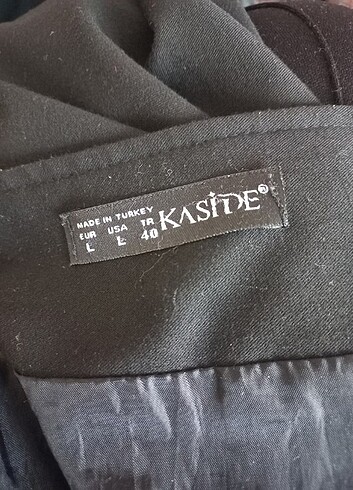 MADE IN TURKEY
EUR USA TR
L L 40
KASİDE®